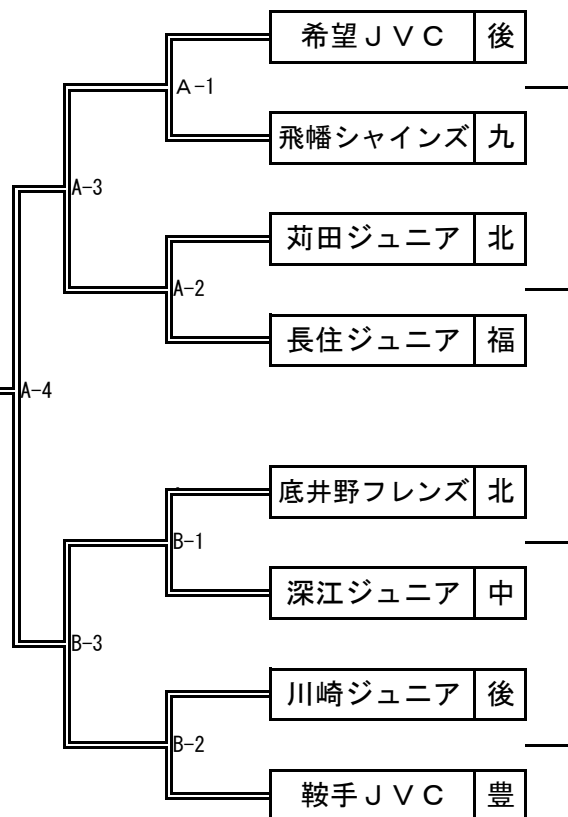 希望ＪＶＣ 後
Ａ-1
飛幡シャインズ 九
A-3
苅田ジュニア 北
A-2
長住ジュニア 福
A-4
底井野フレンズ 北
B-1
深江ジュニア 中
B-3
川崎ジュニア 後
B-2
鞍手ＪＶＣ 豊